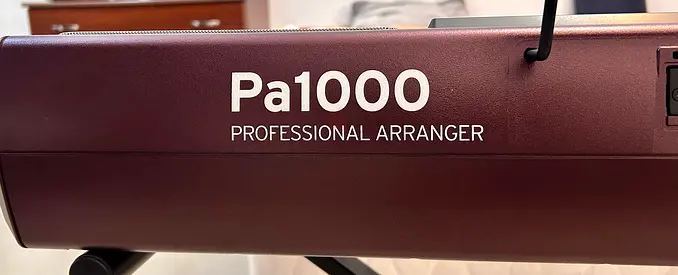 Pa1000
PROFESSIONAL ARRANGER